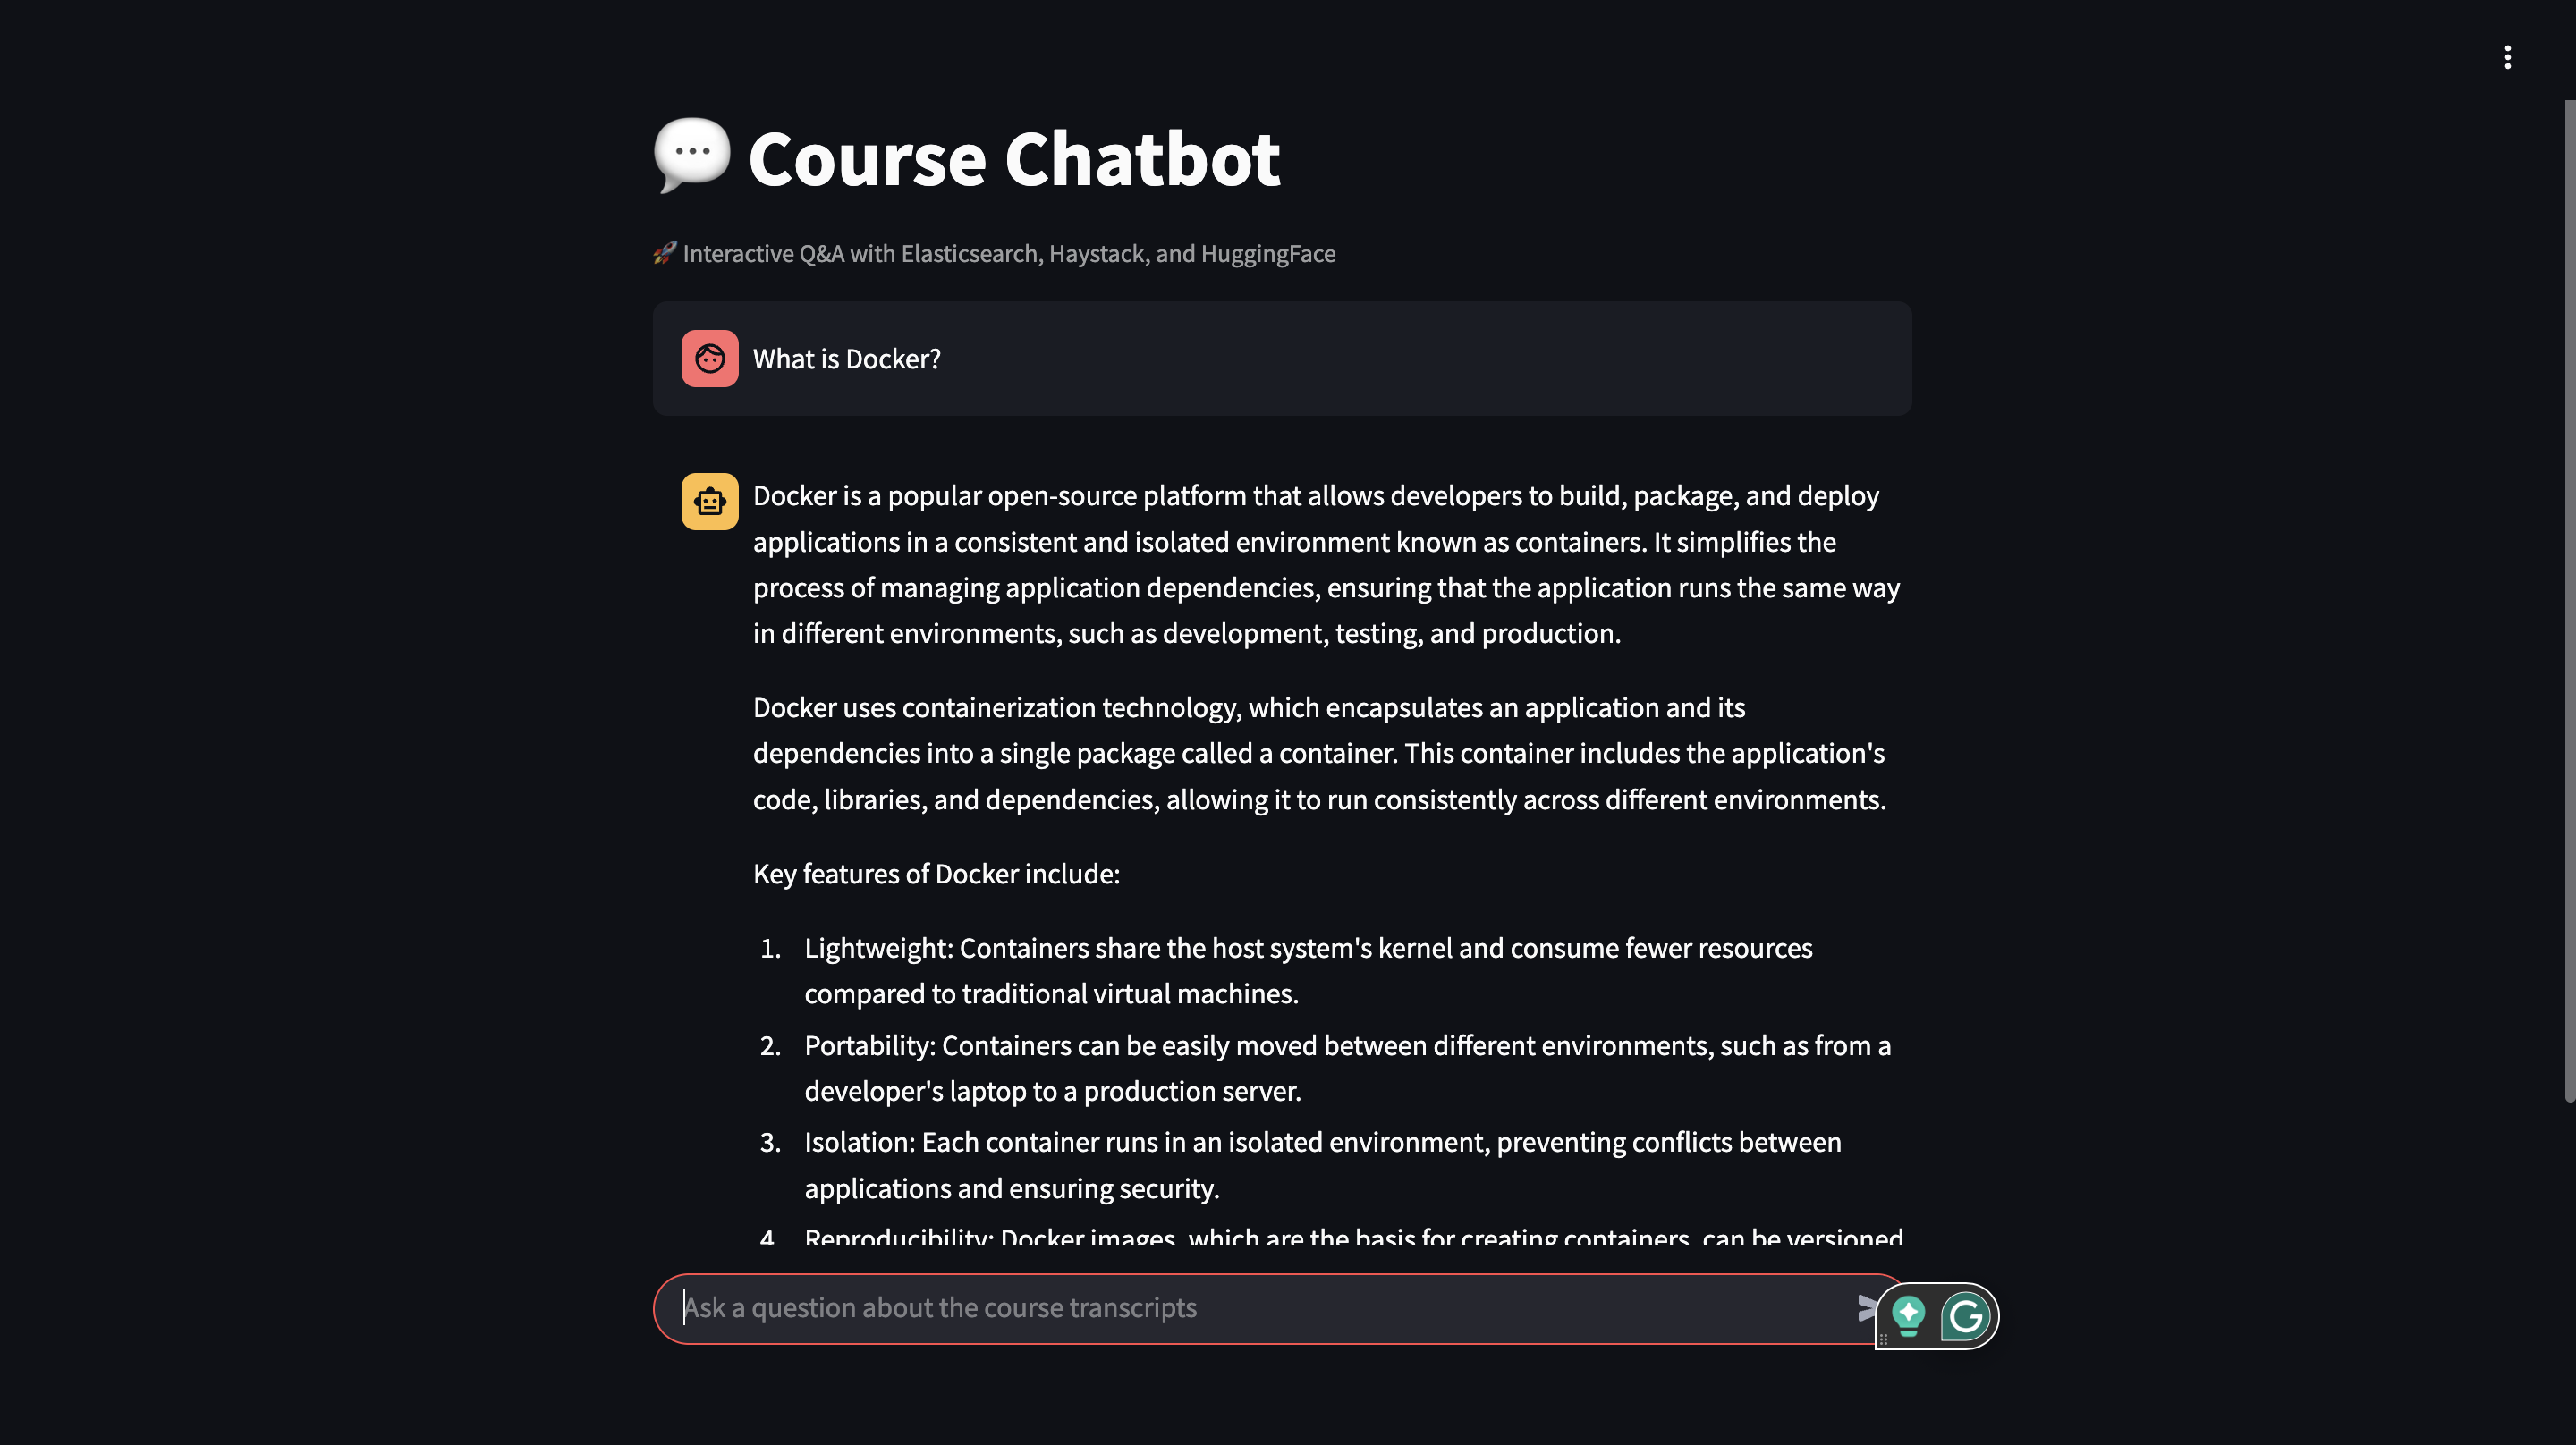 💬 Course Chatbot
🚀 Interactive Q&A with Elasticsearch, Haystack, and HuggingFace
What is Docker?
Docker is a popular open-source platform that allows developers to build, package, and deploy
applications in a consistent and isolated environment known as containers. It simplifies the
process of managing application dependencies, ensuring that the application runs the same way
in different environments, such as development, testing, and production.
Docker uses containerization technology, which encapsulates an application and its
dependencies into a single package called a container. This container includes the application's
code, libraries, and dependencies, allowing it to run consistently across different environments.
Key features of Docker include:
1. Lightweight: Containers share the host system's kernel and consume fewer resources
compared to traditional virtual machines.
2. Portability: Containers can be easily moved between different environments, such as from a
developer's laptop to a production server.
3. Isolation: Each container runs in an isolated environment, preventing conflicts between
applications and ensuring security.
4. Reproducibility: Docker images, which are the basis for creating containers, can be versioned
Ask a question about the course transcripts